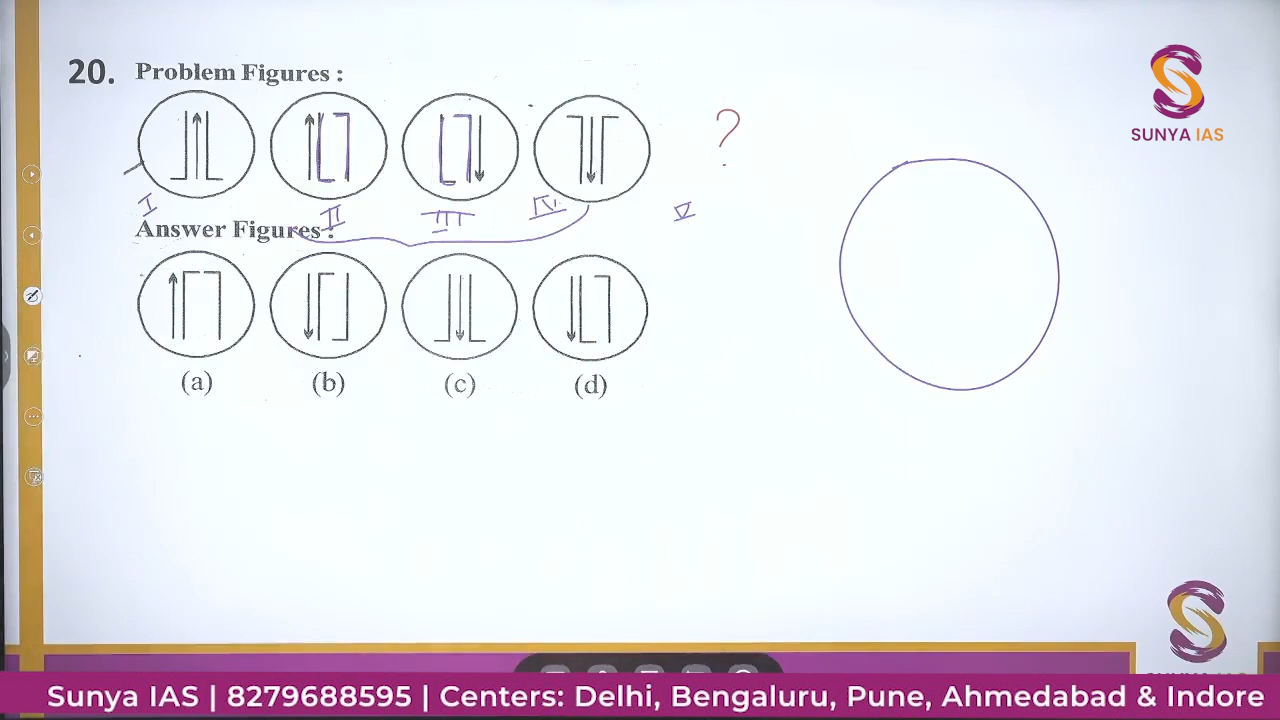 SUNYA IAS
20. Problem Figures :
?
I II III IV V
Answer Figures :
(a) (b) (c) (d)
Sunya IAS | 8279688595 | Centers: Delhi, Bengaluru, Pune, Ahmedabad & Indore